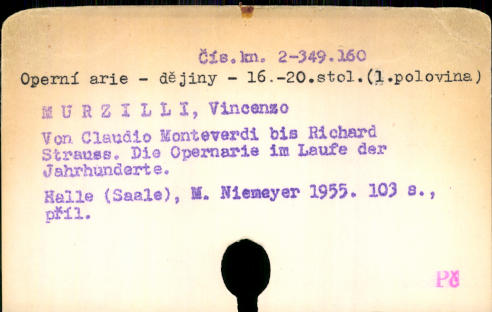 Čís.kn. 2-349.160
Operní arie - dějiny - 16.-20.stol.(1.polovina)
MURZILLI, Vincenzo
Von Claudio Monteverdi bis Richard
Strauss. Die Opernarie im Laufe der
Jahrhunderte.
Halle (Saale), M. Niemeyer 1955. 103 s.,
příl.
Pč